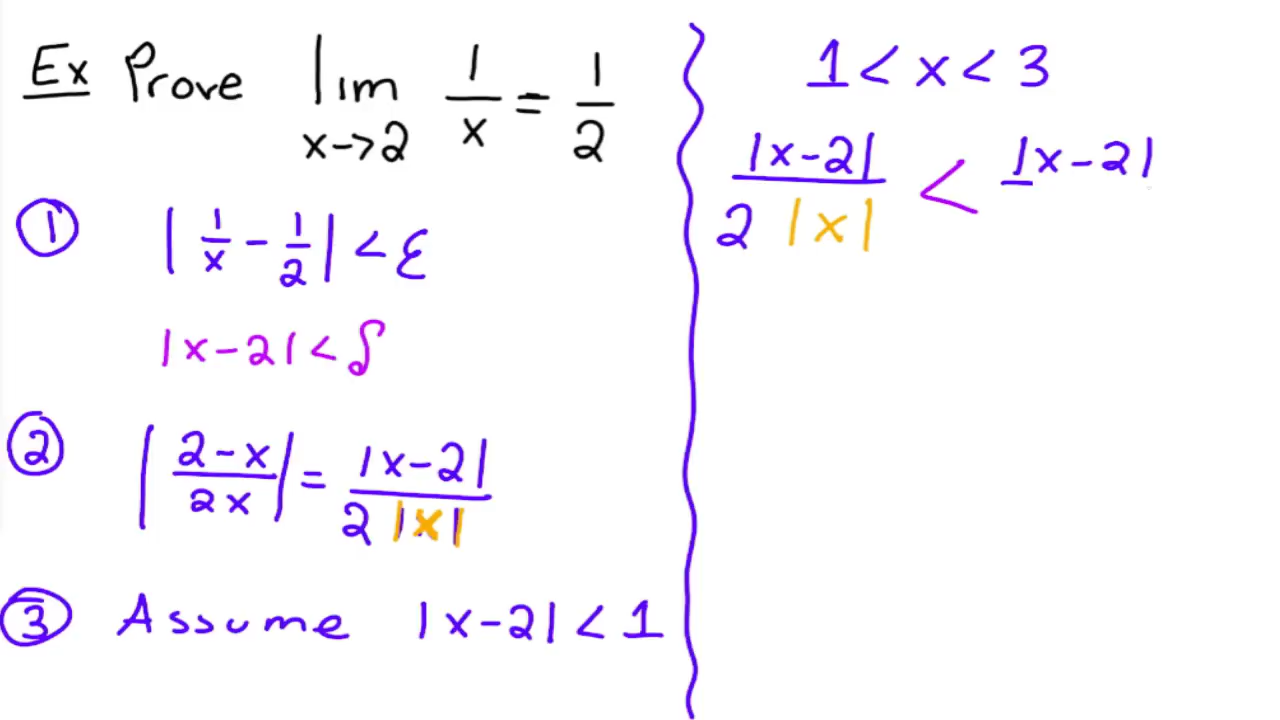 Ex Prove lim x→2 1/x = 1/2
① |1/x - 1/2| < ε
|x-2| < δ
② |(2-x)/(2x)| = |x-2|/(2|x|)
③ Assume |x-2| < 1
1 < x < 3
|x-2|/(2|x|) < |x-2|